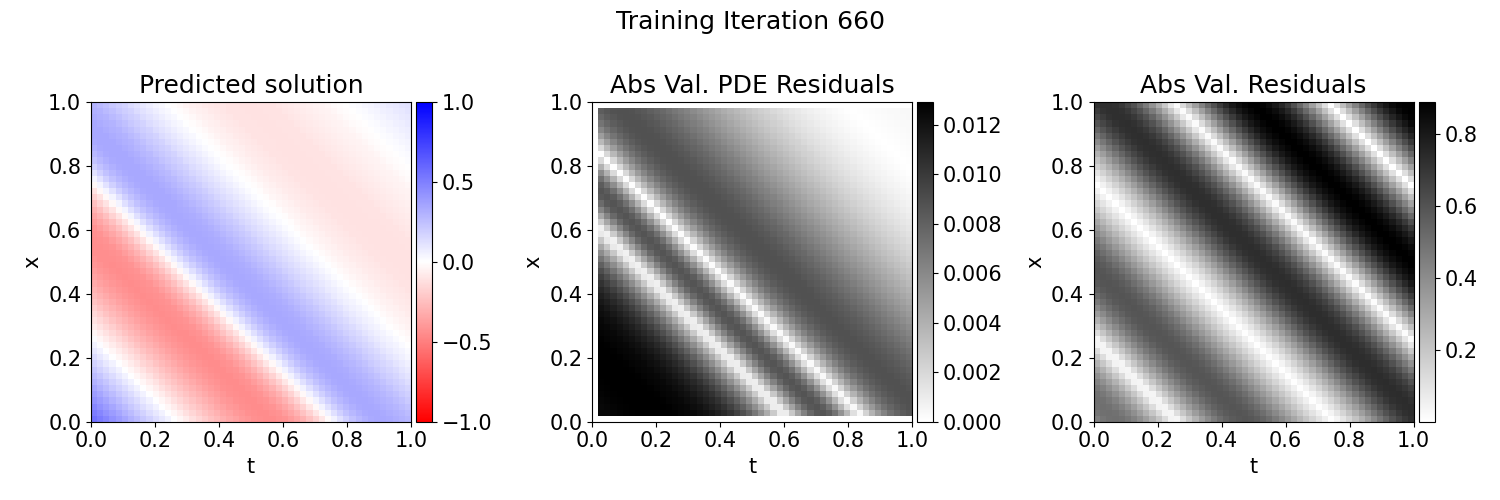 Training Iteration 660
Predicted solution
Abs Val. PDE Residuals
Abs Val. Residuals
1.0
0.8
0.6
0.4
0.2
0.0
x
0.0 0.2 0.4 0.6 0.8 1.0
t
1.0
0.5
0.0
−0.5
−1.0
1.0
0.8
0.6
0.4
0.2
0.0
x
0.0 0.2 0.4 0.6 0.8 1.0
t
0.012
0.010
0.008
0.006
0.004
0.002
0.000
1.0
0.8
0.6
0.4
0.2
0.0
x
0.0 0.2 0.4 0.6 0.8 1.0
t
0.8
0.6
0.4
0.2